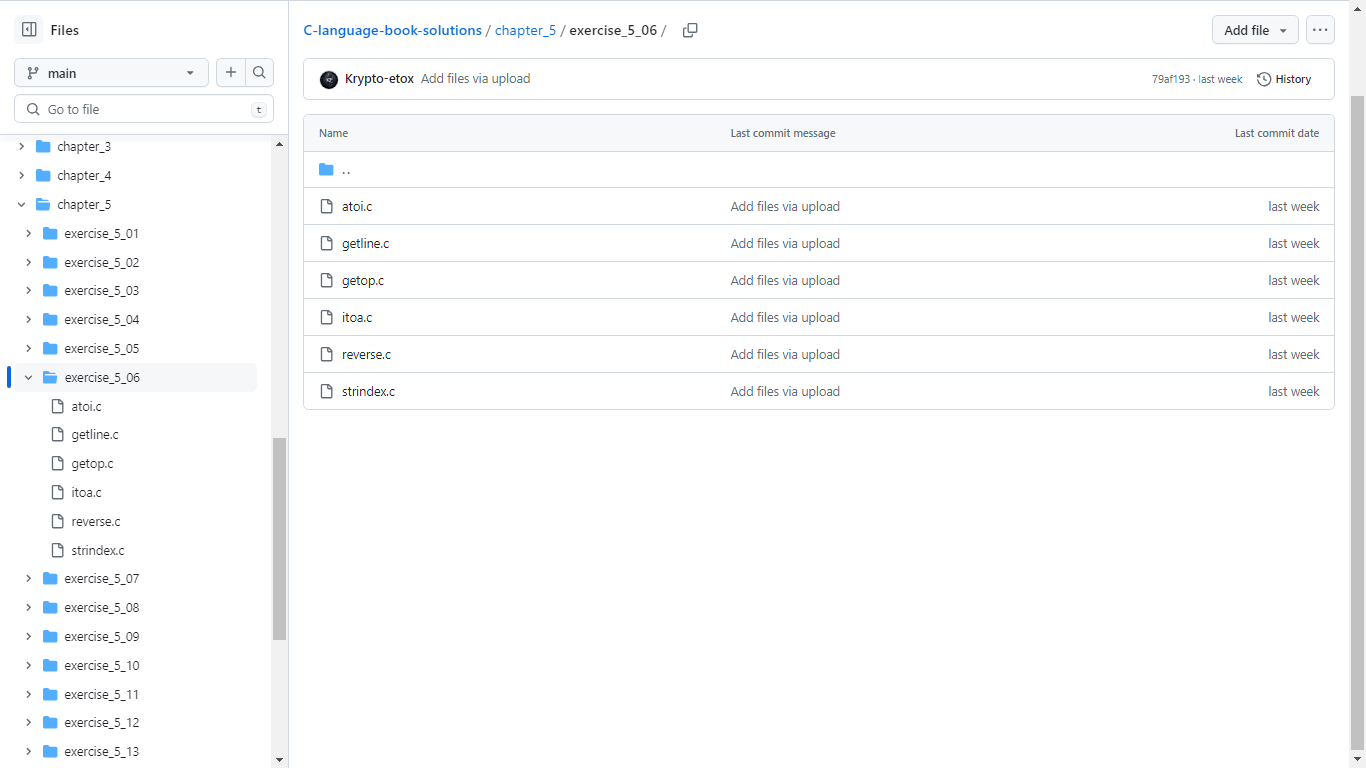 Files
main
Go to file
t
chapter_3
chapter_4
chapter_5
exercise_5_01
exercise_5_02
exercise_5_03
exercise_5_04
exercise_5_05
exercise_5_06
atoi.c
getline.c
getop.c
itoa.c
reverse.c
strindex.c
exercise_5_07
exercise_5_08
exercise_5_09
exercise_5_10
exercise_5_11
exercise_5_12
exercise_5_13
C-language-book-solutions / chapter_5 / exercise_5_06 /
Add file
Krypto-etox Add files via upload
79af193 · last week
History
Name Last commit message Last commit date
..
atoi.c Add files via upload last week
getline.c Add files via upload last week
getop.c Add files via upload last week
itoa.c Add files via upload last week
reverse.c Add files via upload last week
strindex.c Add files via upload last week